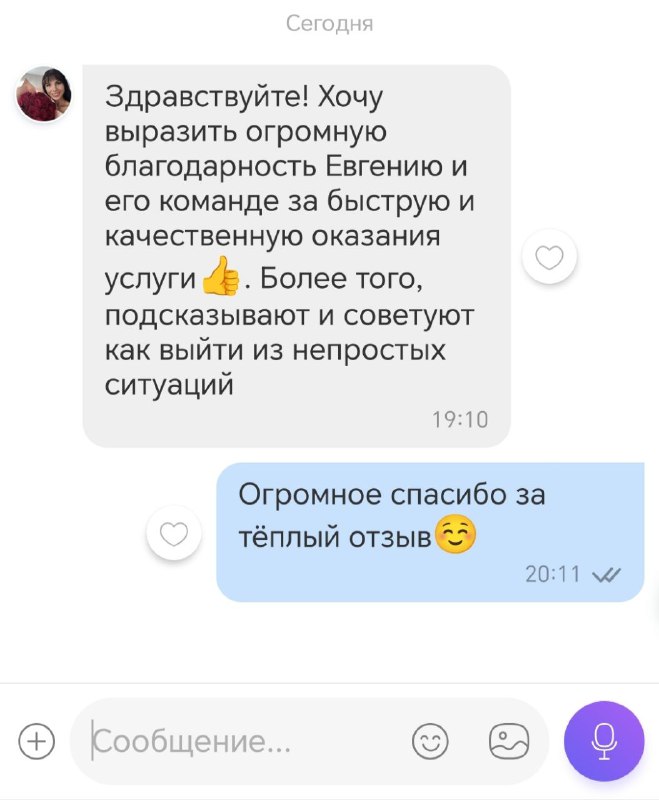 Сегодня
Здравствуйте! Хочу
выразить огромную
благодарность Евгению и
его команде за быструю и
качественную оказания
услуги👍. Более того,
подсказывают и советуют
как выйти из непростых
ситуаций
19:10
Огромное спасибо за
тёплый отзыв☺️
20:11
Сообщение...